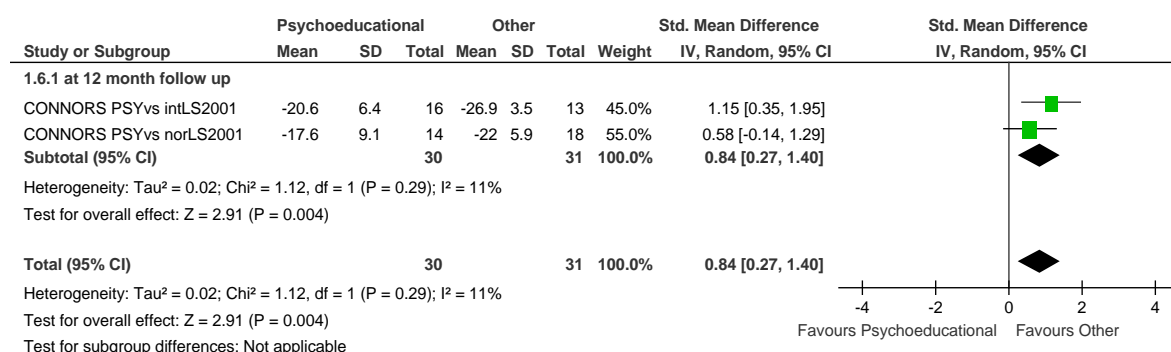 Psychoeducational Other Std. Mean Difference Std. Mean Difference
Study or Subgroup Mean SD Total Mean SD Total Weight IV, Random, 95% CI IV, Random, 95% CI
1.6.1 at 12 month follow up
CONNORS PSYvs intLS2001 -20.6 6.4 16 -26.9 3.5 13 45.0% 1.15 [0.35, 1.95]
CONNORS PSYvs norLS2001 -17.6 9.1 14 -22 5.9 18 55.0% 0.58 [-0.14, 1.29]
Subtotal (95% CI) 30 31 100.0% 0.84 [0.27, 1.40]
Heterogeneity: Tau² = 0.02; Chi² = 1.12, df = 1 (P = 0.29); I² = 11%
Test for overall effect: Z = 2.91 (P = 0.004)
Total (95% CI) 30 31 100.0% 0.84 [0.27, 1.40]
Heterogeneity: Tau² = 0.02; Chi² = 1.12, df = 1 (P = 0.29); I² = 11%
Test for overall effect: Z = 2.91 (P = 0.004)
Test for subgroup differences: Not applicable
-4 -2 0 2 4
Favours Psychoeducational Favours Other